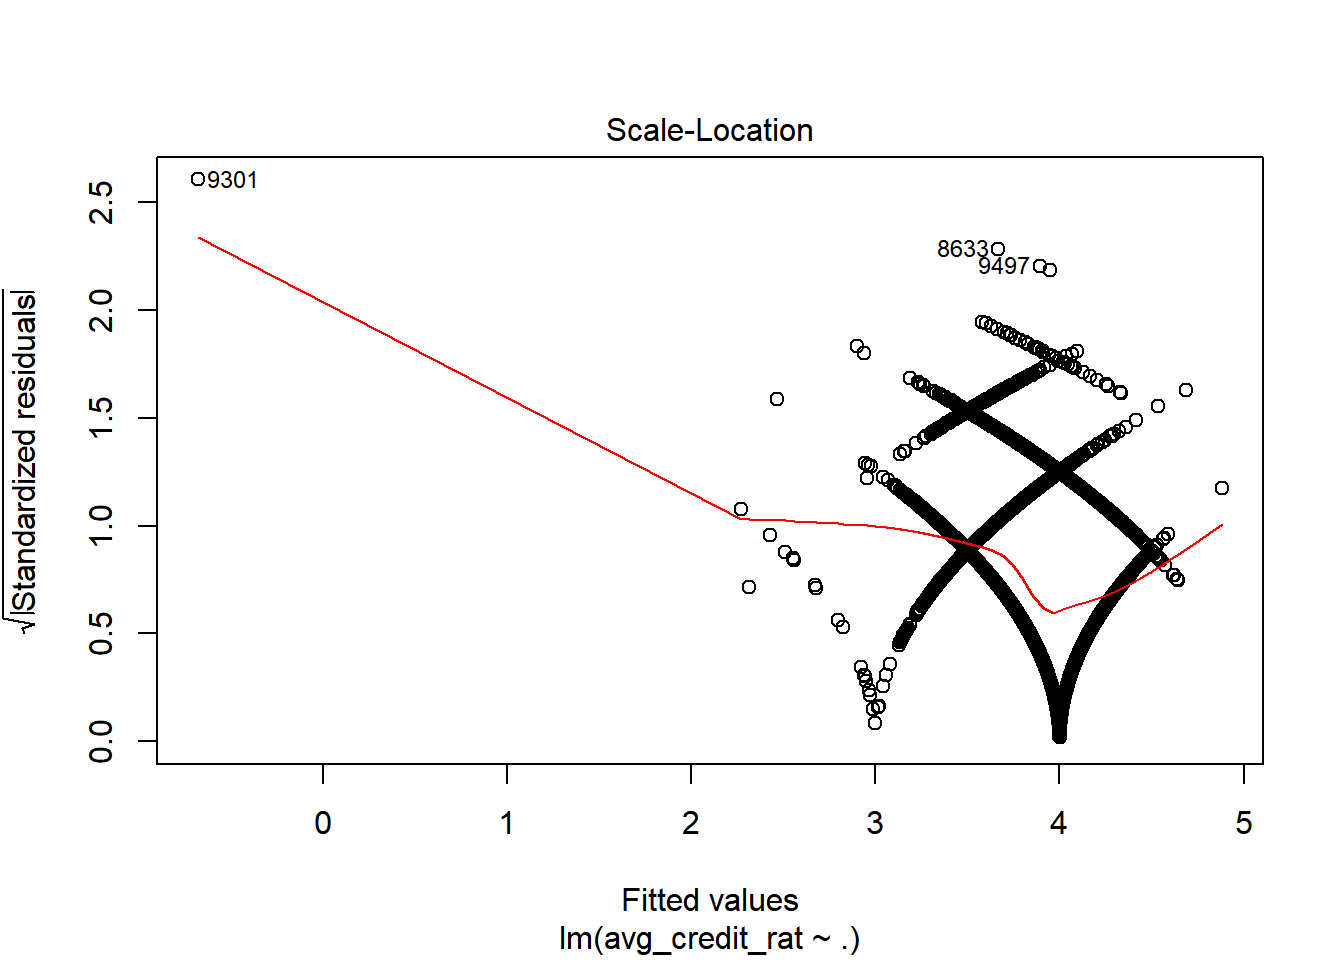 Scale-Location
√|Standardized residuals|
2.5
2.0
1.5
1.0
0.5
0.0
9301
8633
9497
0 1 2 3 4 5
Fitted values
lm(avg_credit_rat ~ .)